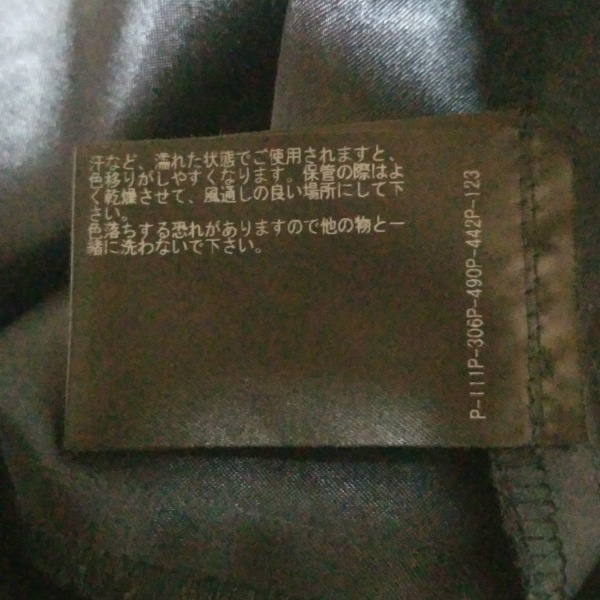 汗など、濡れた状態でご使用されますと、
色移りがしやすくなります。保管の際はよ
く乾燥させて、風通しの良い場所にして下
さい。
色落ちする恐れがありますので他の物と一
緒に洗わないで下さい。
P-111P-306P-490P-442P-123